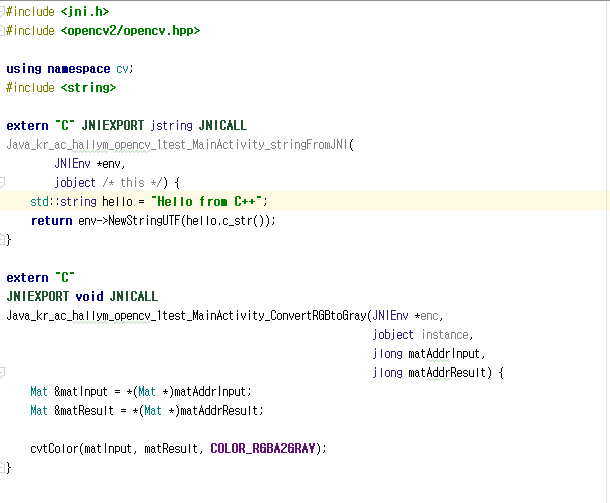 #include <jni.h>
#include <opencv2/opencv.hpp>
using namespace cv;
#include <string>
extern "C" JNIEXPORT jstring JNICALL
Java_kr_ac_hallym_opencv_1test_MainActivity_stringFromJNI(
JNIEnv *env,
jobject /* this */) {
std::string hello = "Hello from C++";
return env->NewStringUTF(hello.c_str());
}
extern "C"
JNIEXPORT void JNICALL
Java_kr_ac_hallym_opencv_1test_MainActivity_ConvertRGBtoGray(JNIEnv *enc,
jobject instance,
jlong matAddrInput,
jlong matAddrResult) {
Mat &matInput = *(Mat *)matAddrInput;
Mat &matResult = *(Mat *)matAddrResult;
cvtColor(matInput, matResult, COLOR_RGBA2GRAY);
}